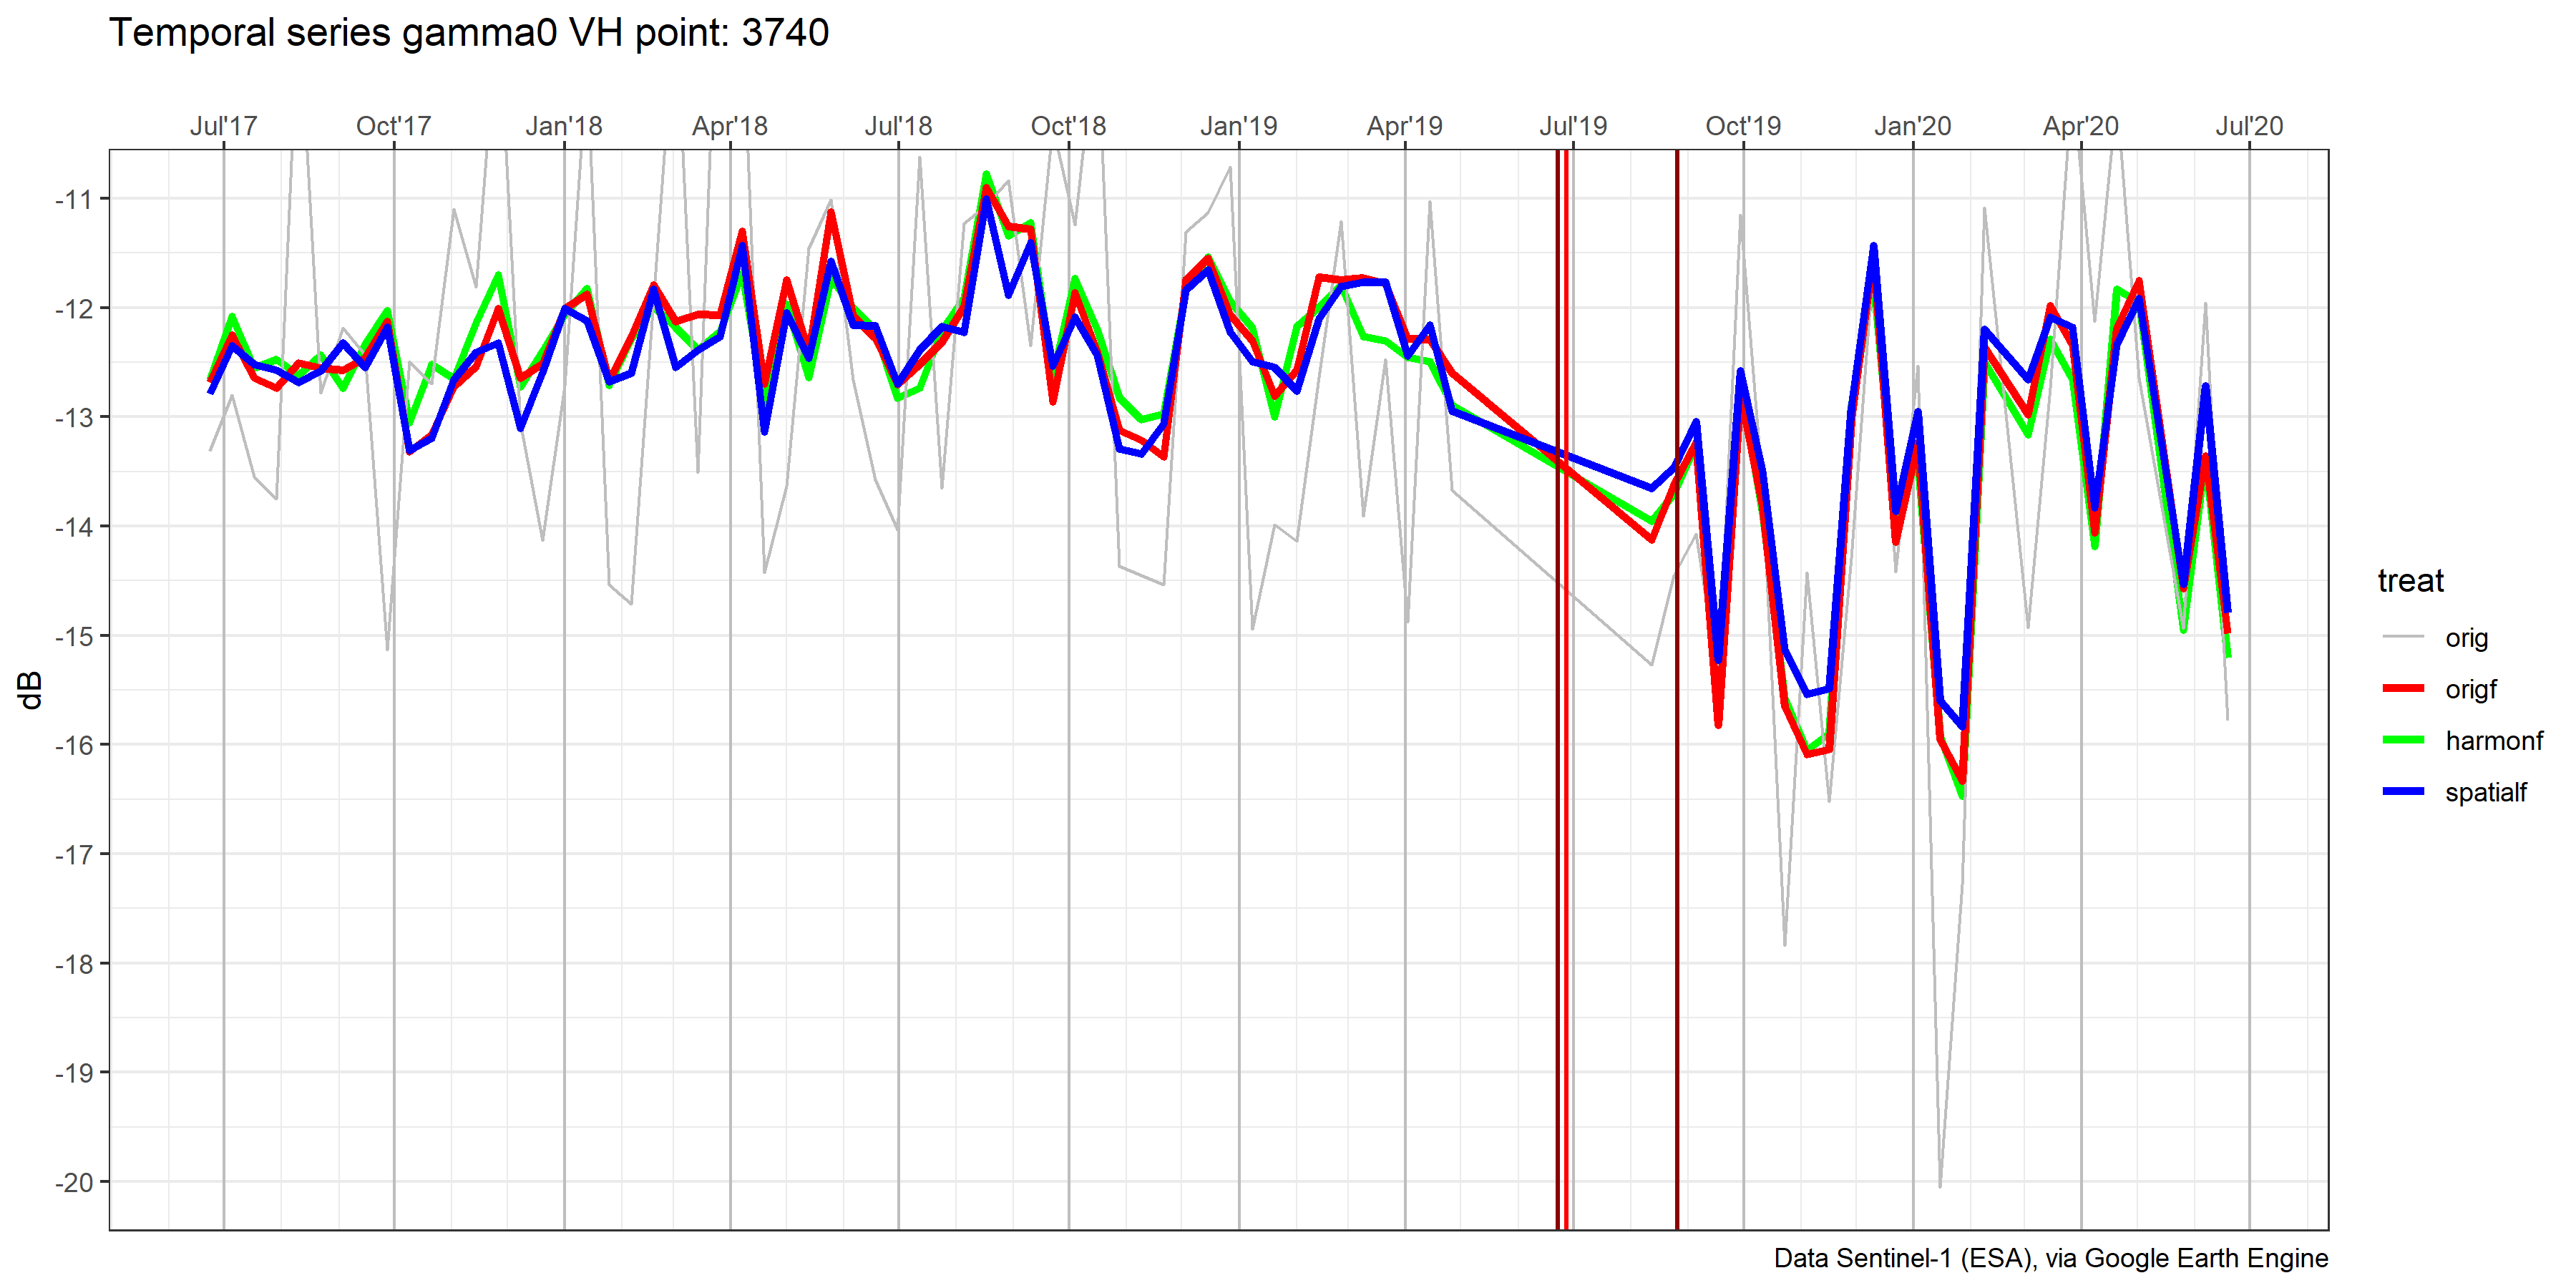 Temporal series gamma0 VH point: 3740
Jul'17 Oct'17 Jan'18 Apr'18 Jul'18 Oct'18 Jan'19 Apr'19 Jul'19 Oct'19 Jan'20 Apr'20 Jul'20
-11
-12
-13
-14
-15
-16
-17
-18
-19
-20
dB
treat
orig
origf
harmonf
spatialf
Data Sentinel-1 (ESA), via Google Earth Engine